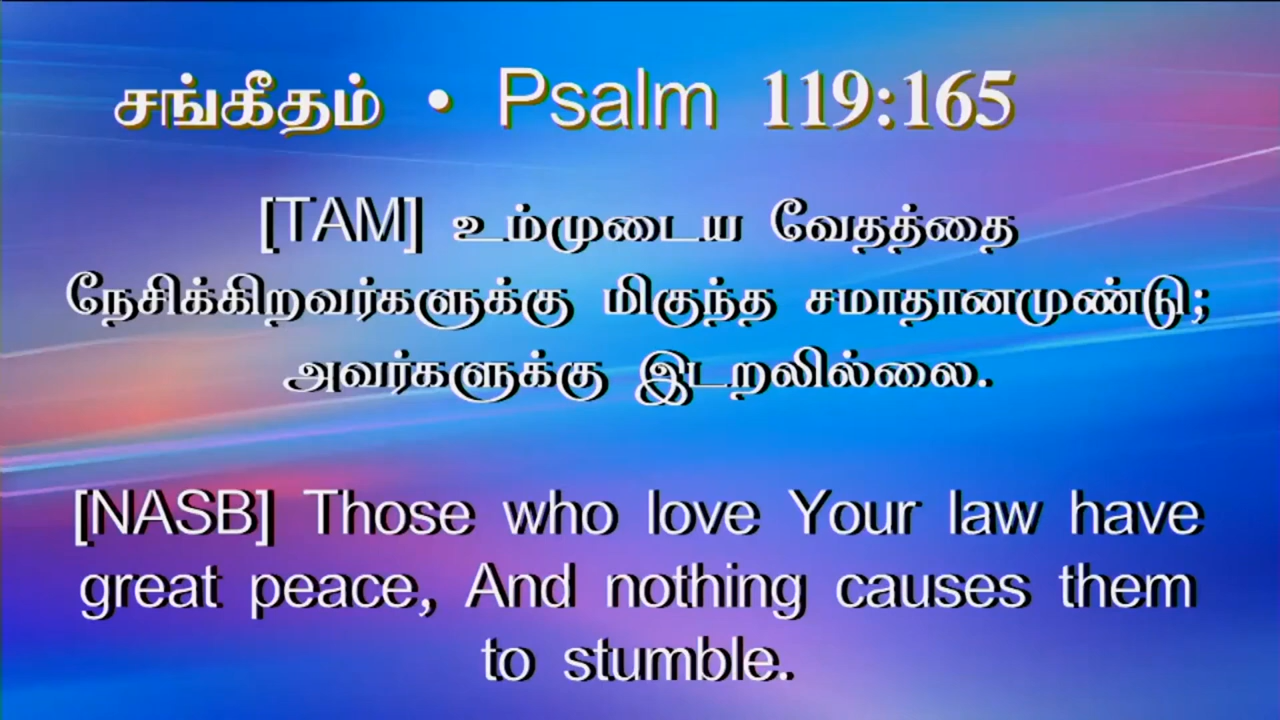 சங்கீதம் • Psalm 119:165
[TAM] உம்முடைய வேதத்தை
நேசிக்கிறவர்களுக்கு மிகுந்த சமாதானமுண்டு;
அவர்களுக்கு இடறலில்லை.
[NASB] Those who love Your law have
great peace, And nothing causes them
to stumble.